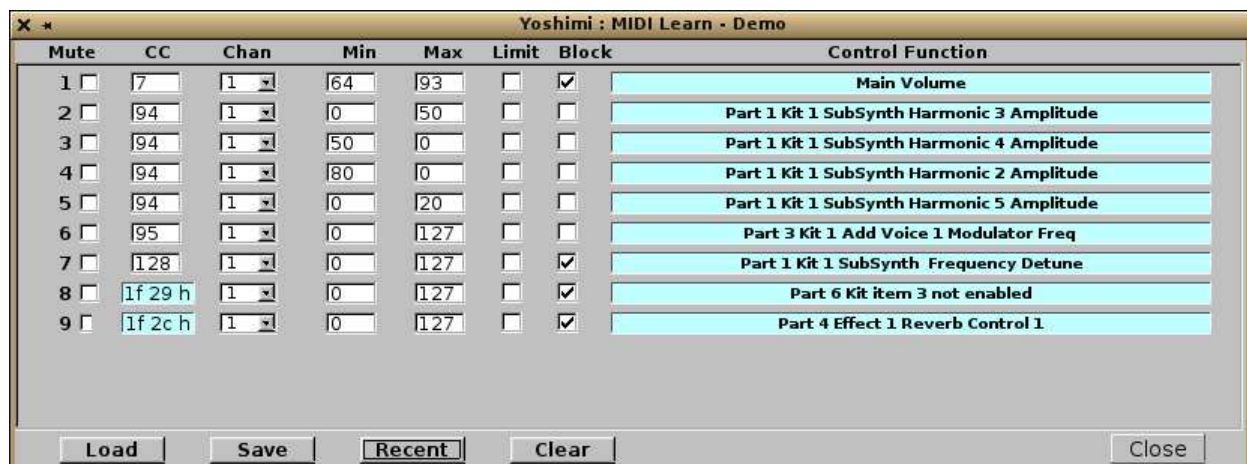 Yoshimi : MIDI Learn - Demo
Mute CC Chan Min Max Limit Block Control Function
1 7 1 64 93 Main Volume
2 94 1 0 50 Part 1 Kit 1 SubSynth Harmonic 3 Amplitude
3 94 1 50 0 Part 1 Kit 1 SubSynth Harmonic 4 Amplitude
4 94 1 80 0 Part 1 Kit 1 SubSynth Harmonic 2 Amplitude
5 94 1 0 20 Part 1 Kit 1 SubSynth Harmonic 5 Amplitude
6 95 1 0 127 Part 3 Kit 1 Add Voice 1 Modulator Freq
7 128 1 0 127 Part 1 Kit 1 SubSynth Frequency Detune
8 1f 29 h 1 0 127 Part 6 Kit item 3 not enabled
9 1f 2c h 1 0 127 Part 4 Effect 1 Reverb Control 1
Load Save Recent Clear Close